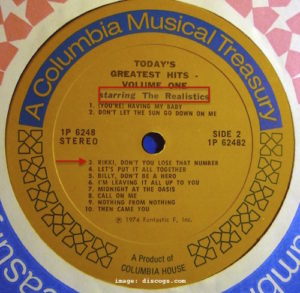 A Columbia Musical Treasury
TODAY'S
GREATEST HITS -
VOLUME ONE
starring The Realistics
1. (YOU'RE) HAVING MY BABY
2. DON'T LET THE SUN GO DOWN ON ME
1P 6248
STEREO
SIDE 2
1P 62482
3. RIKKI, DON'T YOU LOSE THAT NUMBER
4. LET'S PUT IT ALL TOGETHER
5. BILLY, DON'T BE A HERO
6. I'M LEAVING IT ALL UP TO YOU
7. MIDNIGHT AT THE OASIS
8. CALL ON ME
9. NOTHING FROM NOTHING
10. THEN CAME YOU
℗ 1974 Fantastic F, Inc.
A Product of
COLUMBIA HOUSE
image: discogs.com